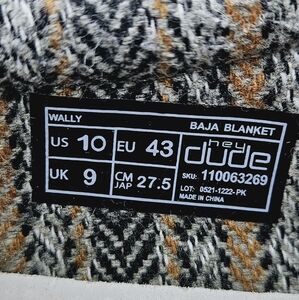 WALLY
BAJA BLANKET
US 10 EU 43
hey
dude
UK 9 CM JAP 27.5
SKU: 110063269
LOT: 0521-1222-PK
MADE IN CHINA